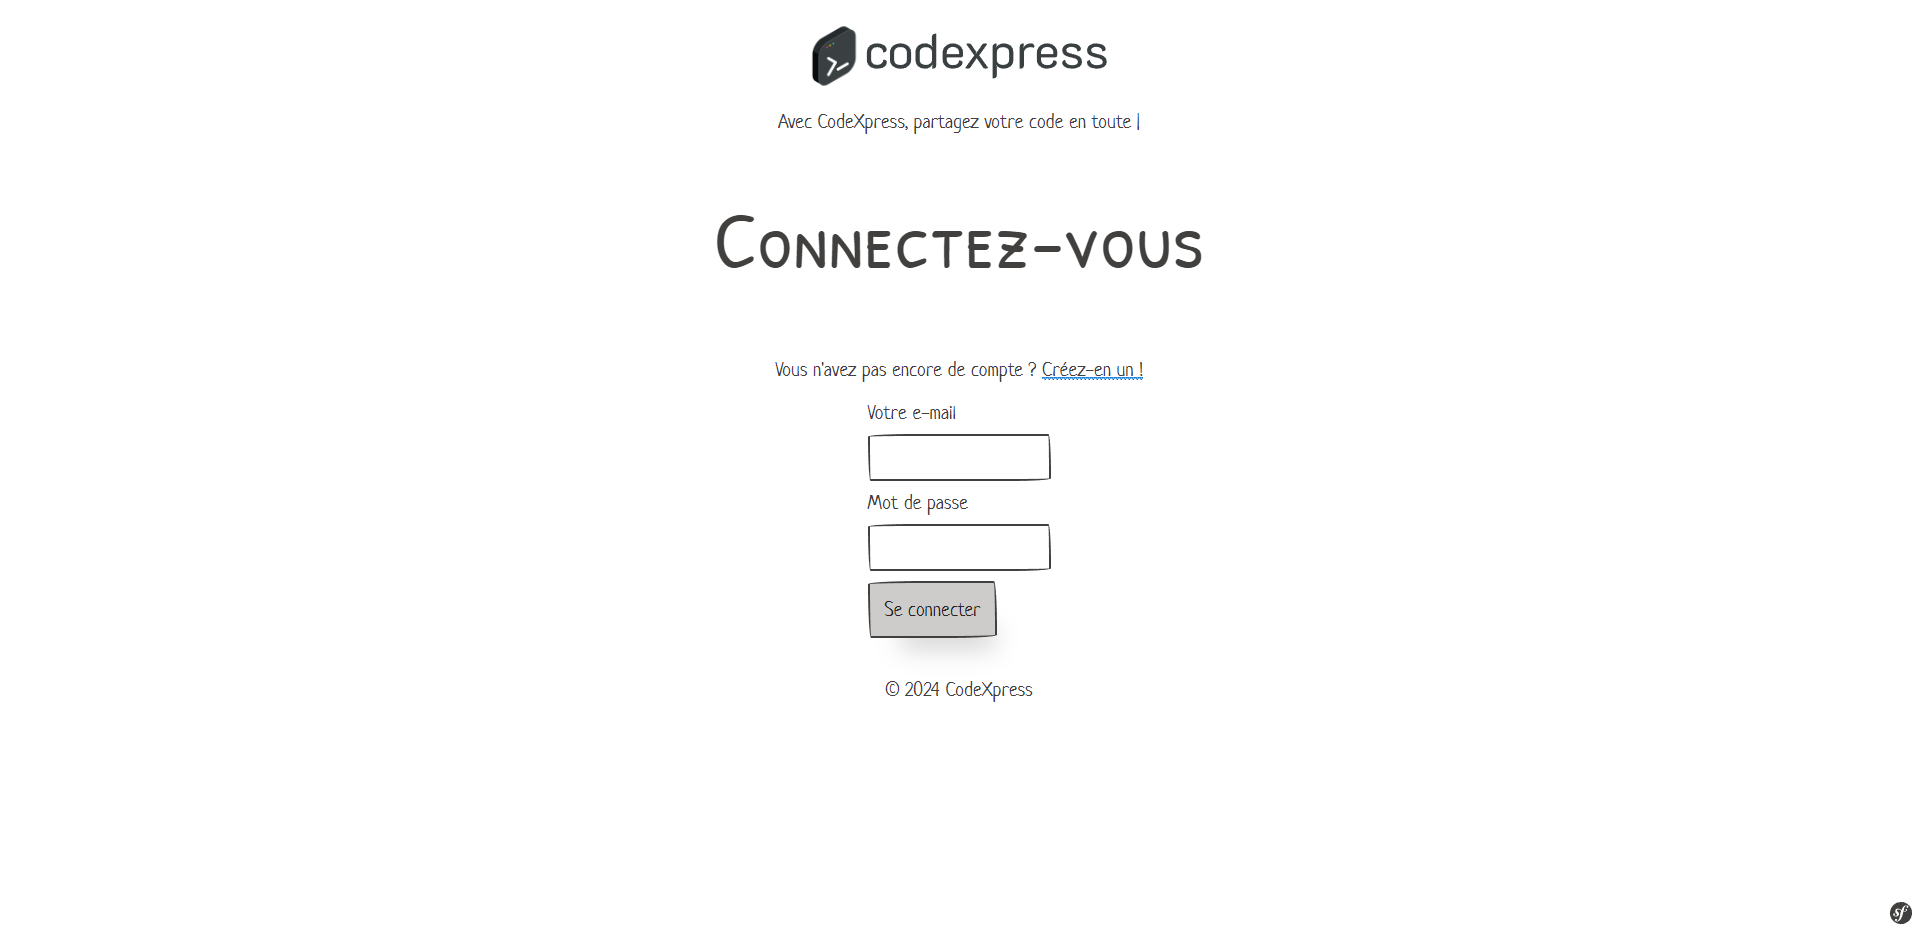 codexpress
Avec CodeXpress, partagez votre code en toute |
Connectez-vous
Vous n'avez pas encore de compte ? Créez-en un !
Votre e-mail
Mot de passe
Se connecter
© 2024 CodeXpress
sf